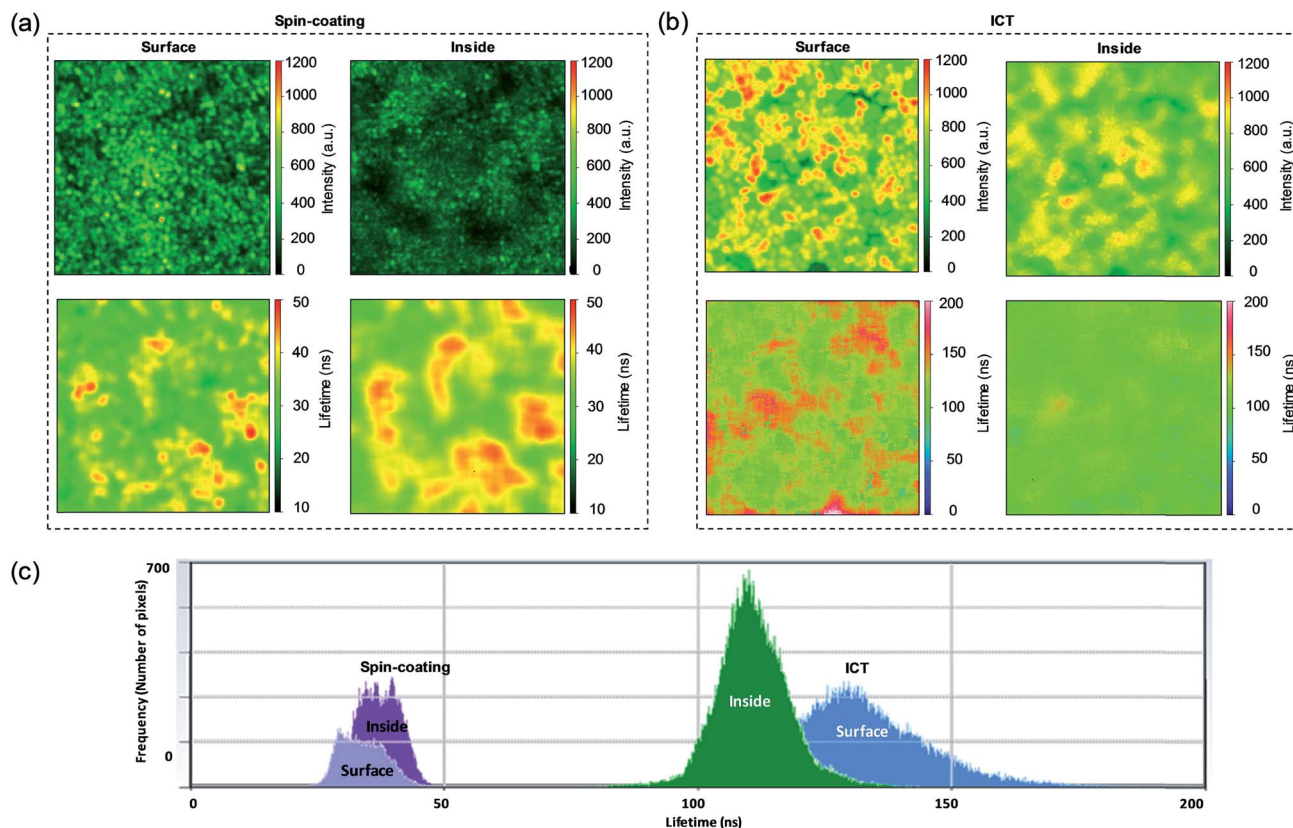 (a)
Spin-coating
Surface
Inside
1200
1000
800
600
400
200
0
Intensity (a.u.)
1200
1000
800
600
400
200
0
Intensity (a.u.)
50
40
30
20
10
Lifetime (ns)
50
40
30
20
10
Lifetime (ns)
(b)
ICT
Surface
Inside
1200
1000
800
600
400
200
0
Intensity (a.u.)
1200
1000
800
600
400
200
0
Intensity (a.u.)
200
150
100
50
0
Lifetime (ns)
200
150
100
50
0
Lifetime (ns)
(c)
700
0
Frequency (Number of pixels)
Spin-coating
Inside
Surface
ICT
Inside
Surface
0
50
100
150
200
Lifetime (ns)